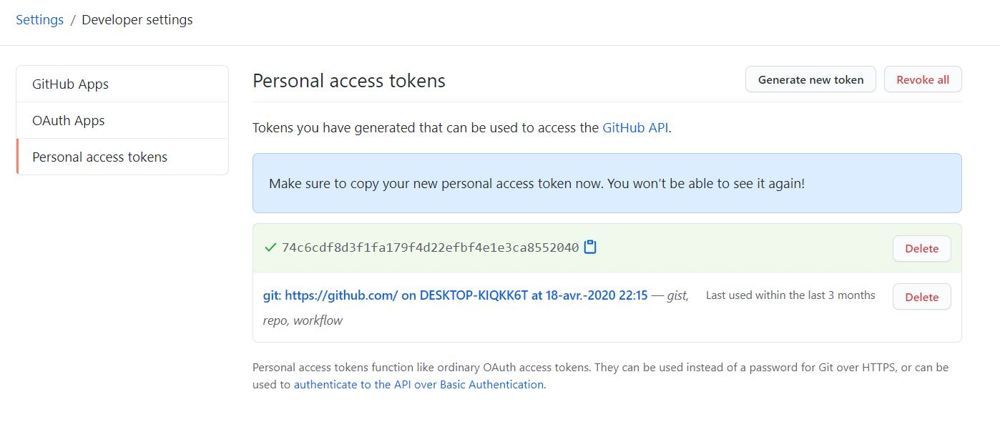 Settings / Developer settings
GitHub Apps
OAuth Apps
Personal access tokens
Personal access tokens
Generate new token
Revoke all
Tokens you have generated that can be used to access the GitHub API.
Make sure to copy your new personal access token now. You won't be able to see it again!
74c6cdf8d3f1fa179f4d22efbf4e1e3ca8552040
Delete
git: https://github.com/ on DESKTOP-KIQKK6T at 18-avr.-2020 22:15 — gist,
repo, workflow
Last used within the last 3 months
Delete
Personal access tokens function like ordinary OAuth access tokens. They can be used instead of a password for Git over HTTPS, or can be
used to authenticate to the API over Basic Authentication.